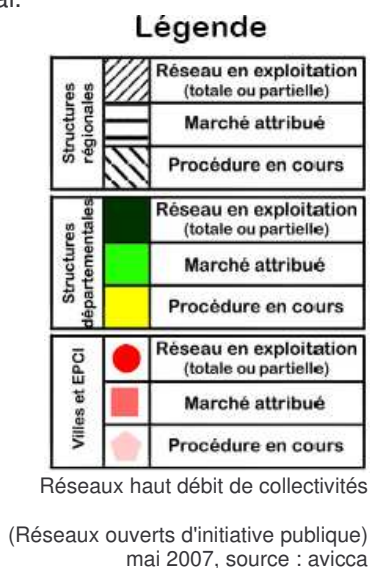 al.
Légende
Structures
régionales
Réseau en exploitation
(totale ou partielle)
Marché attribué
Procédure en cours
Structures
départementales
Réseau en exploitation
(totale ou partielle)
Marché attribué
Procédure en cours
Villes et EPCI
Réseau en exploitation
(totale ou partielle)
Marché attribué
Procédure en cours
Réseaux haut débit de collectivités
(Réseaux ouverts d'initiative publique)
mai 2007, source : avicca